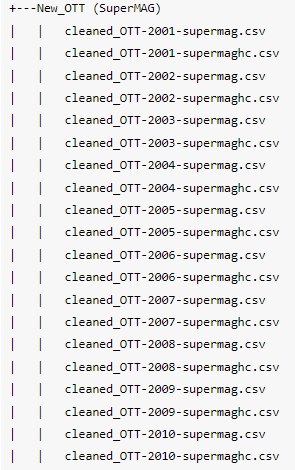 +---New_OTT (SuperMAG)
|   |   cleaned_OTT-2001-supermag.csv
|   |   cleaned_OTT-2001-supermaghc.csv
|   |   cleaned_OTT-2002-supermag.csv
|   |   cleaned_OTT-2002-supermaghc.csv
|   |   cleaned_OTT-2003-supermag.csv
|   |   cleaned_OTT-2003-supermaghc.csv
|   |   cleaned_OTT-2004-supermag.csv
|   |   cleaned_OTT-2004-supermaghc.csv
|   |   cleaned_OTT-2005-supermag.csv
|   |   cleaned_OTT-2005-supermaghc.csv
|   |   cleaned_OTT-2006-supermag.csv
|   |   cleaned_OTT-2006-supermaghc.csv
|   |   cleaned_OTT-2007-supermag.csv
|   |   cleaned_OTT-2007-supermaghc.csv
|   |   cleaned_OTT-2008-supermag.csv
|   |   cleaned_OTT-2008-supermaghc.csv
|   |   cleaned_OTT-2009-supermag.csv
|   |   cleaned_OTT-2009-supermaghc.csv
|   |   cleaned_OTT-2010-supermag.csv
|   |   cleaned_OTT-2010-supermaghc.csv